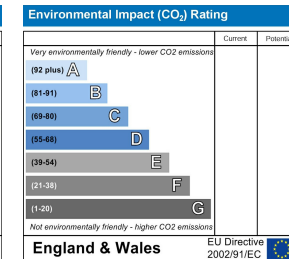 Environmental Impact (CO₂) Rating
Current
Very environmentally friendly - lower CO2 emissions
(92 plus) A
(81-91) B
(69-80) C
(55-68) D
(39-54) E
(21-38) F
(1-20) G
Not environmentally friendly - higher CO2 emissions
England & Wales
EU Directive
2002/91/EC